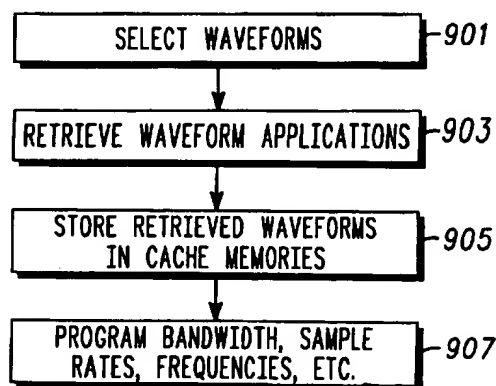 SELECT WAVEFORMS 901
RETRIEVE WAVEFORM APPLICATIONS 903
STORE RETRIEVED WAVEFORMS
IN CACHE MEMORIES 905
PROGRAM BANDWIDTH, SAMPLE
RATES, FREQUENCIES, ETC. 907